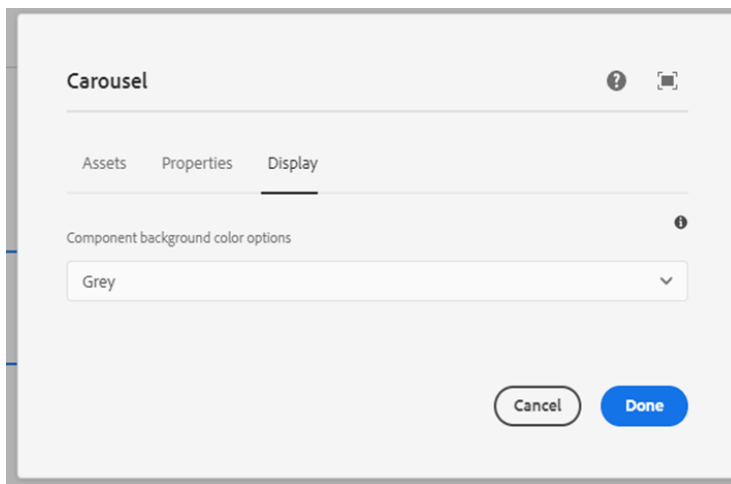 Carousel
Assets Properties Display
Component background color options
Grey
Cancel Done